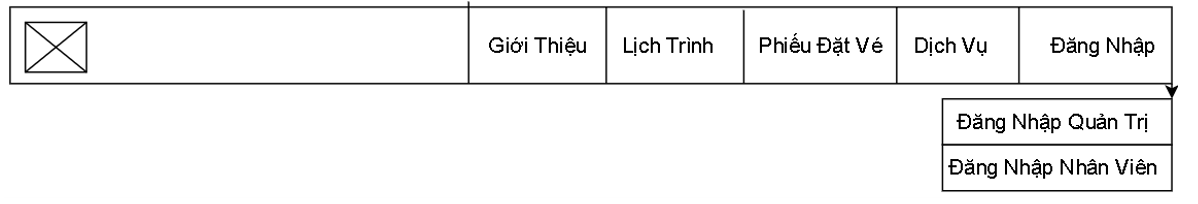 Giới Thiệu
Lịch Trình
Phiếu Đặt Vé
Dịch Vụ
Đăng Nhập
Đăng Nhập Quản Trị
Đăng Nhập Nhân Viên